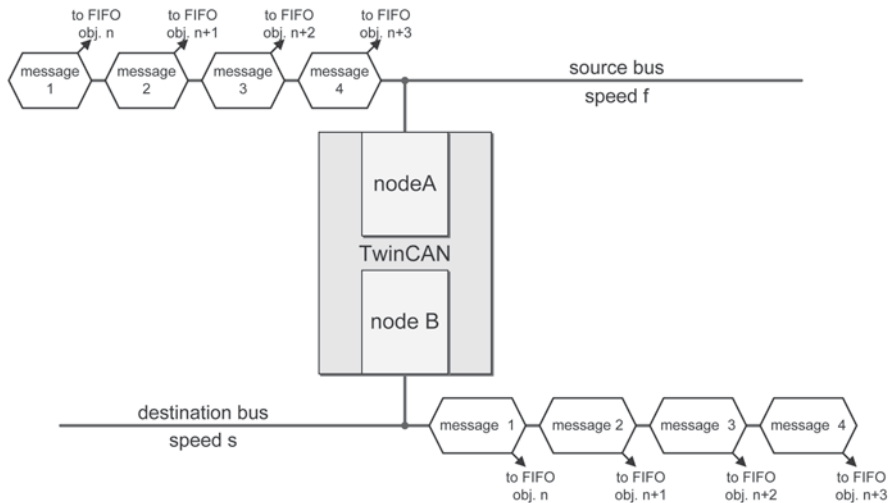 to FIFO
obj. n
to FIFO
obj. n+1
to FIFO
obj. n+2
to FIFO
obj. n+3
message
1
message
2
message
3
message
4
source bus
speed f
nodeA
TwinCAN
node B
destination bus
speed s
message 1
message 2
message 3
message 4
to FIFO
obj. n
to FIFO
obj. n+1
to FIFO
obj. n+2
to FIFO
obj. n+3